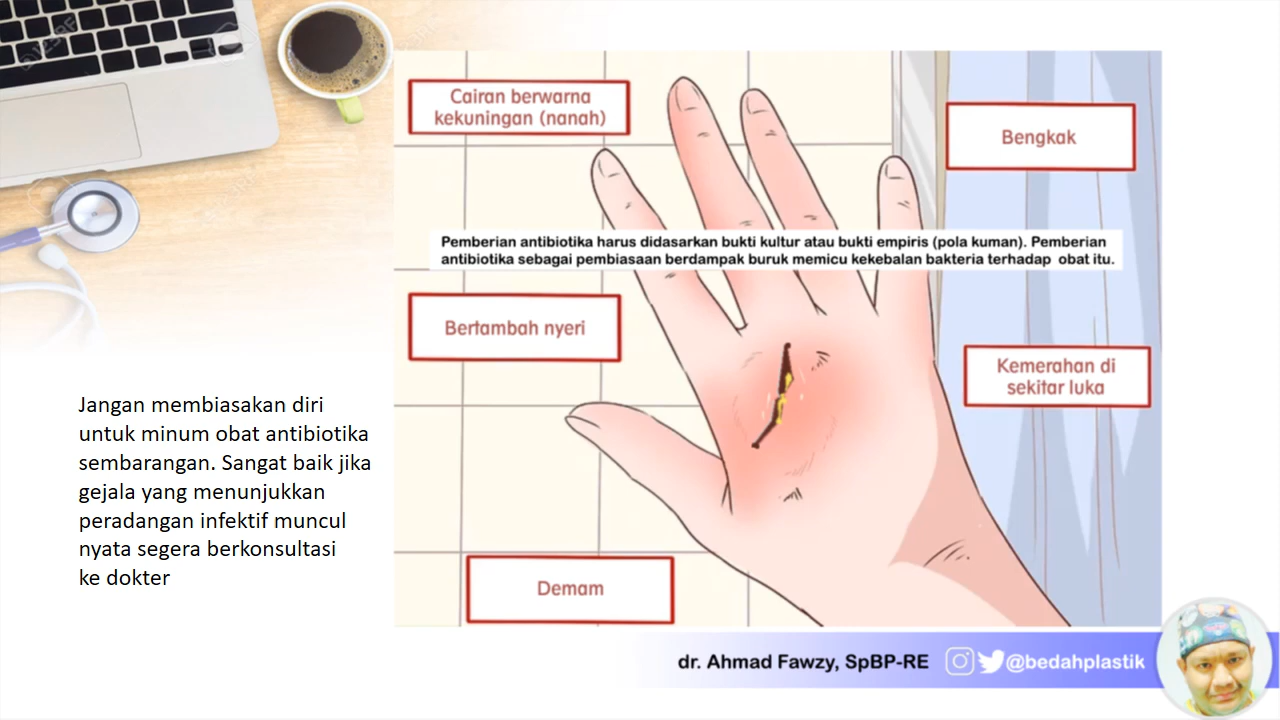 Cairan berwarna
kekuningan (nanah)
Bengkak
Pemberian antibiotika harus didasarkan bukti kultur atau bukti empiris (pola kuman). Pemberian
antibiotika sebagai pembiasaan berdampak buruk memicu kekebalan bakteria terhadap obat itu.
Bertambah nyeri
Kemerahan di
sekitar luka
Jangan membiasakan diri
untuk minum obat antibiotika
sembarangan. Sangat baik jika
gejala yang menunjukkan
peradangan infektif muncul
nyata segera berkonsultasi
ke dokter
Demam
dr. Ahmad Fawzy, SpBP-RE
@bedahplastik